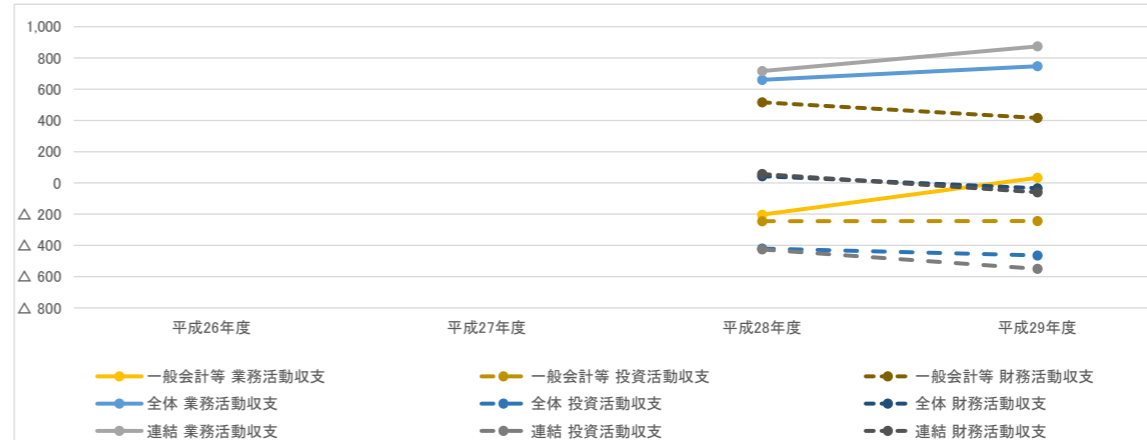 1,000
800
600
400
200
0
△ 200
△ 400
△ 600
△ 800
平成26年度 平成27年度 平成28年度 平成29年度
一般会計等 業務活動収支 一般会計等 投資活動収支 一般会計等 財務活動収支
全体 業務活動収支 全体 投資活動収支 全体 財務活動収支
連結 業務活動収支 連結 投資活動収支 連結 財務活動収支